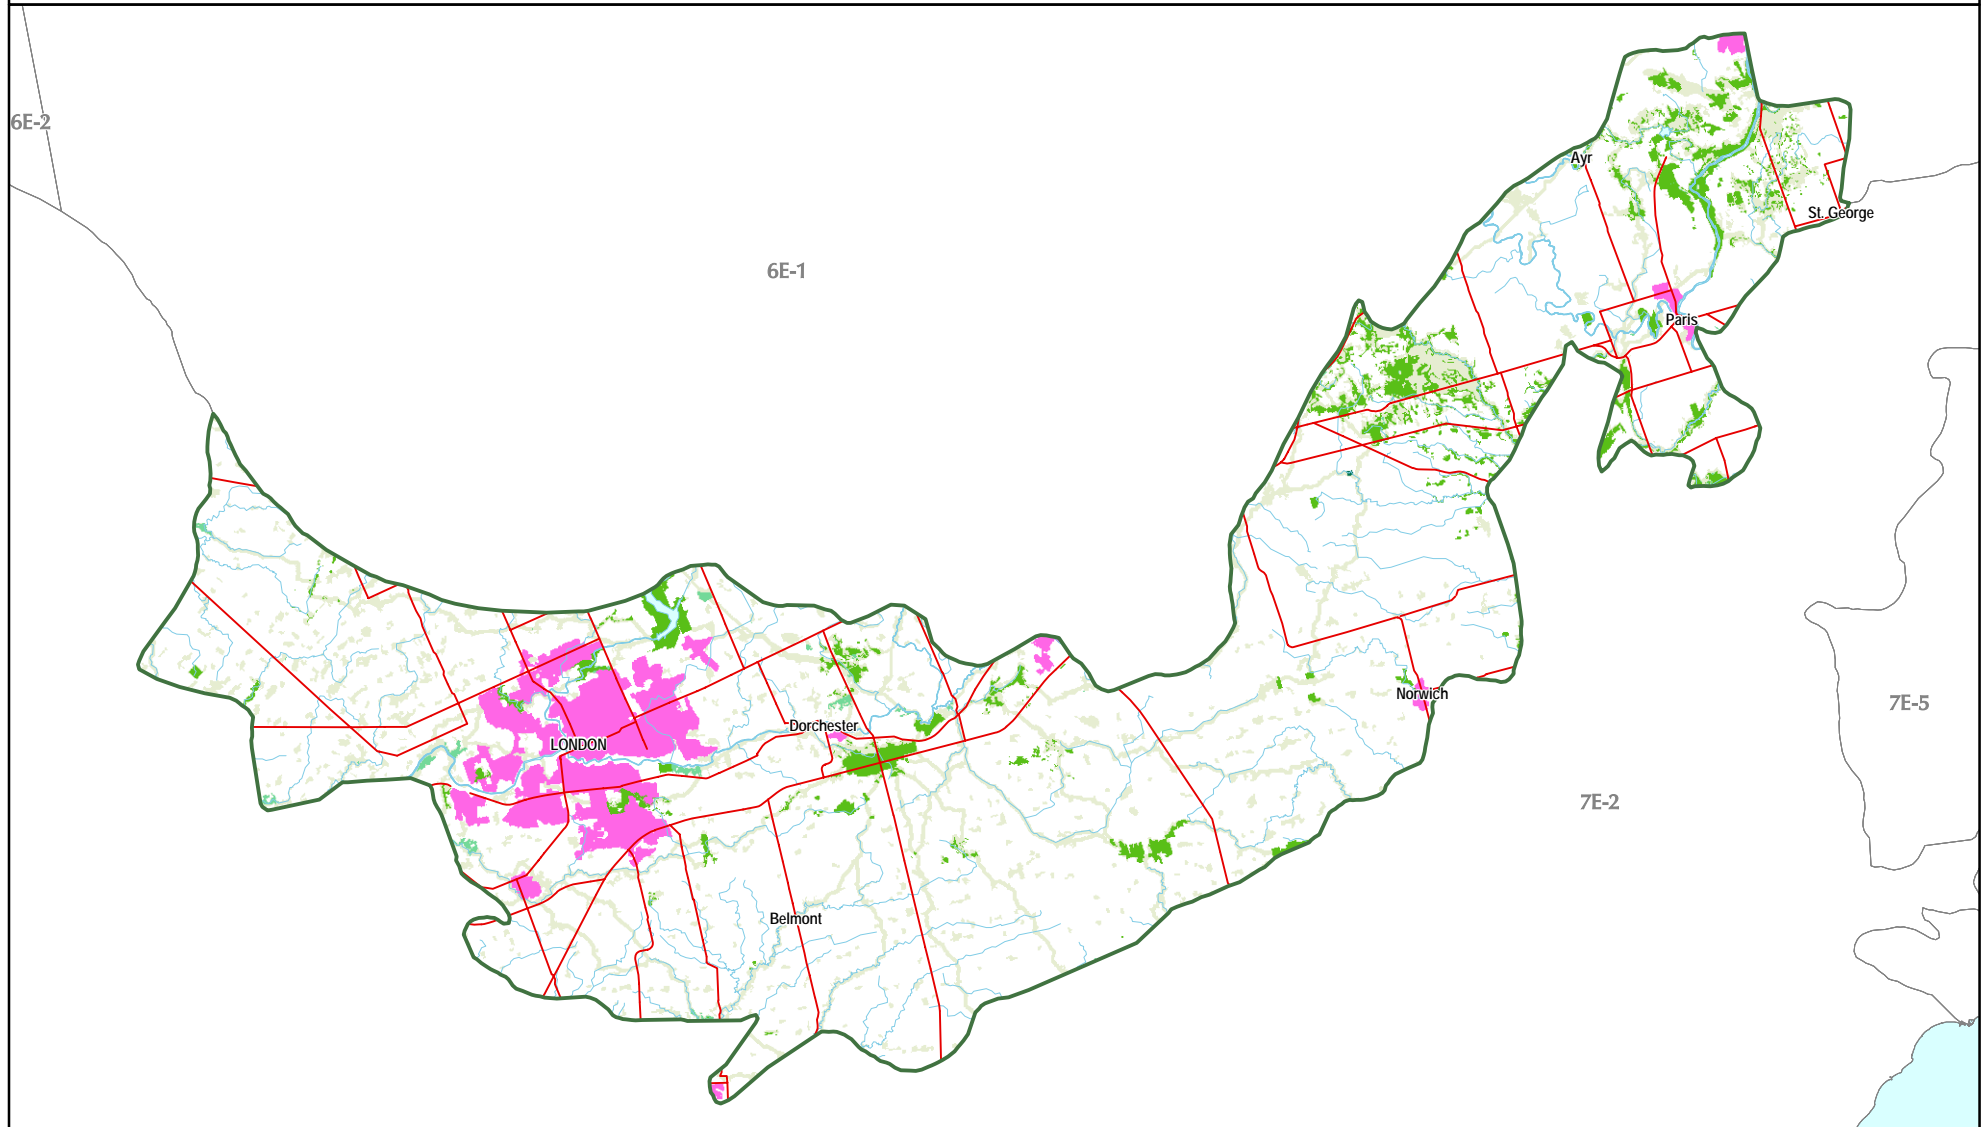 6E-2
Ayr
St. George
6E-1
Paris
Norwich
7E-5
Dorchester
LONDON
7E-2
Belmont